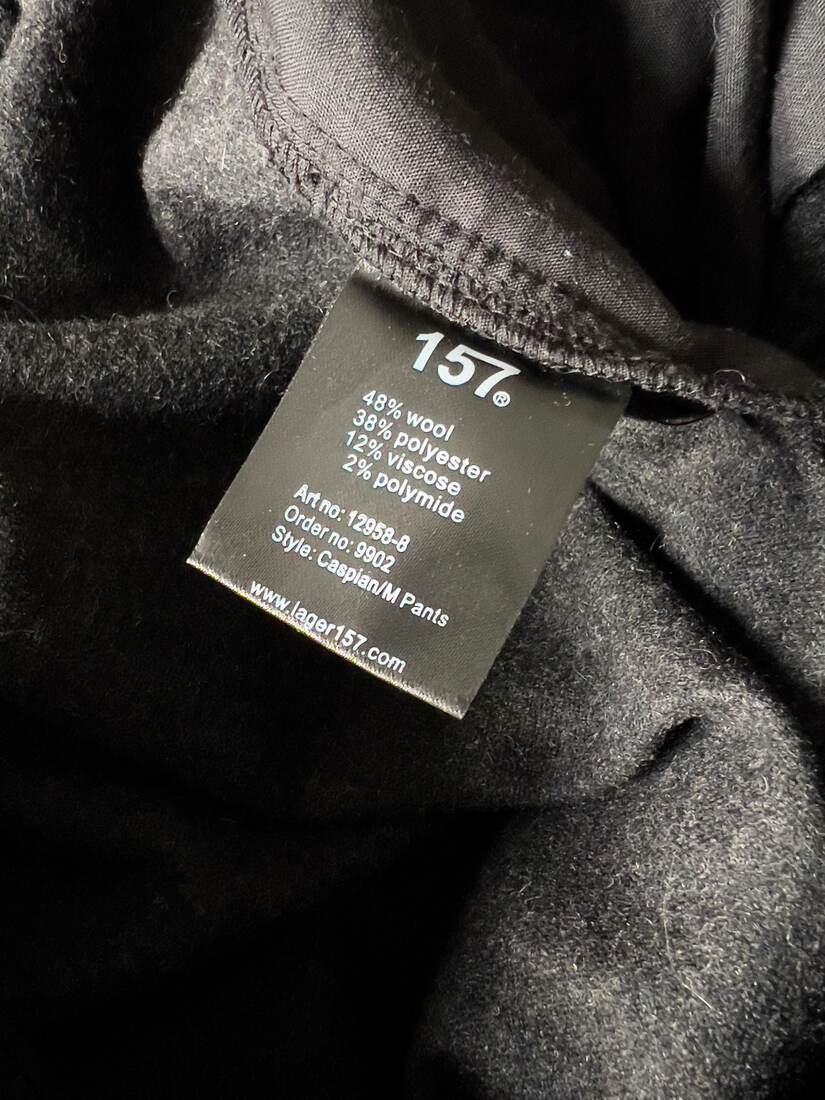 157®
48% wool
38% polyester
12% viscose
2% polymide
Art no: 12958-8
Order no: 9902
Style: Caspian/M Pants
www.lager157.com